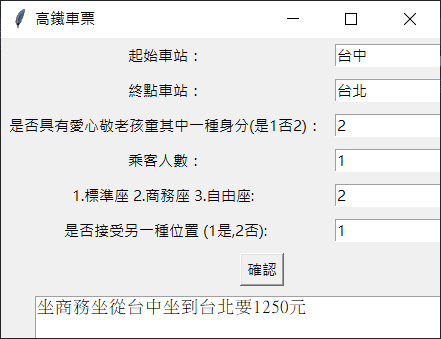 高鐵車票
起始車站：
台中
終點車站：
台北
是否具有愛心敬老孩童其中一種身分(是1否2)：
2
乘客人數：
1
1.標準座 2.商務座 3.自由座:
2
是否接受另一種位置 (1是,2否):
1
確認
坐商務坐從台中坐到台北要1250元